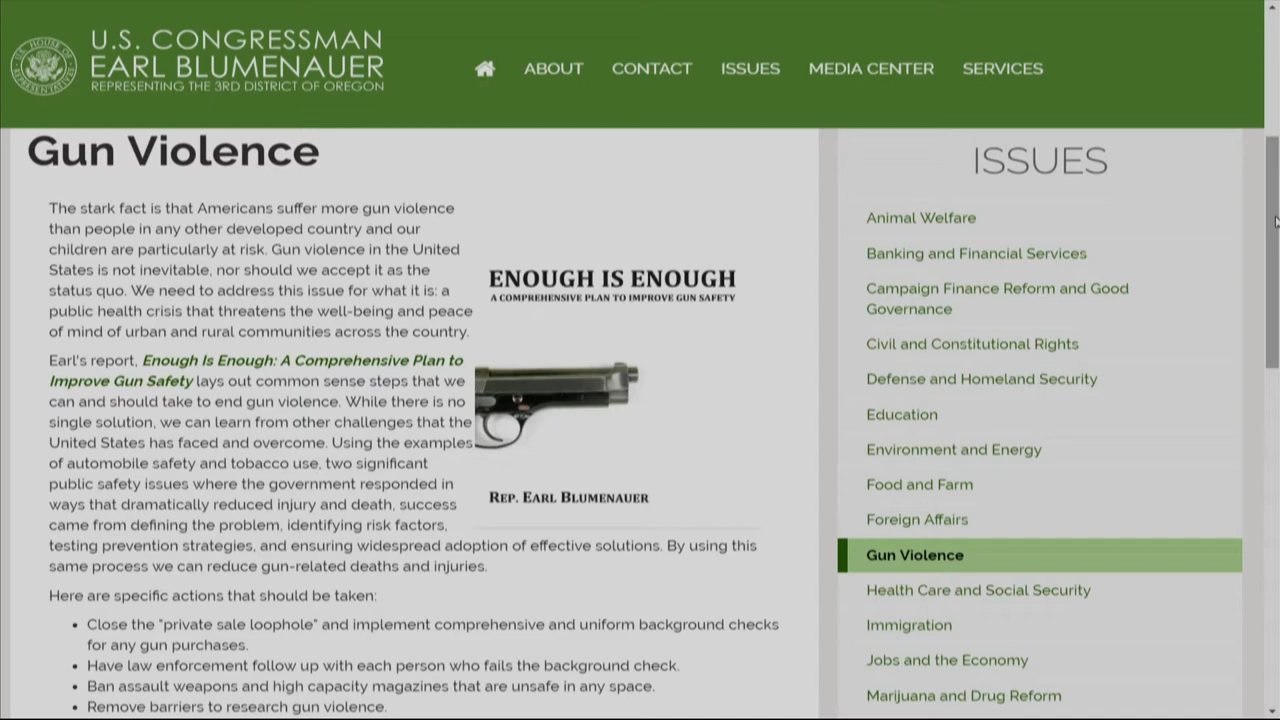 U.S. CONGRESSMAN
EARL BLUMENAUER
REPRESENTING THE 3RD DISTRICT OF OREGON
ABOUT CONTACT ISSUES MEDIA CENTER SERVICES
Gun Violence
The stark fact is that Americans suffer more gun violence
than people in any other developed country and our
children are particularly at risk. Gun violence in the United
States is not inevitable, nor should we accept it as the
status quo. We need to address this issue for what it is: a
public health crisis that threatens the well-being and peace
of mind of urban and rural communities across the country.
Earl's report, Enough Is Enough: A Comprehensive Plan to
Improve Gun Safety lays out common sense steps that we
can and should take to end gun violence. While there is no
single solution, we can learn from other challenges that the
United States has faced and overcome. Using the examples
of automobile safety and tobacco use, two significant
public safety issues where the government responded in
ways that dramatically reduced injury and death, success
came from defining the problem, identifying risk factors,
testing prevention strategies, and ensuring widespread adoption of effective solutions. By using this
same process we can reduce gun-related deaths and injuries.
ENOUGH IS ENOUGH
A COMPREHENSIVE PLAN TO IMPROVE GUN SAFETY
REP. EARL BLUMENAUER
Here are specific actions that should be taken:
• Close the "private sale loophole" and implement comprehensive and uniform background checks
for any gun purchases.
• Have law enforcement follow up with each person who fails the background check.
• Ban assault weapons and high capacity magazines that are unsafe in any space.
• Remove barriers to research gun violence.
ISSUES
Animal Welfare
Banking and Financial Services
Campaign Finance Reform and Good
Governance
Civil and Constitutional Rights
Defense and Homeland Security
Education
Environment and Energy
Food and Farm
Foreign Affairs
Gun Violence
Health Care and Social Security
Immigration
Jobs and the Economy
Marijuana and Drug Reform